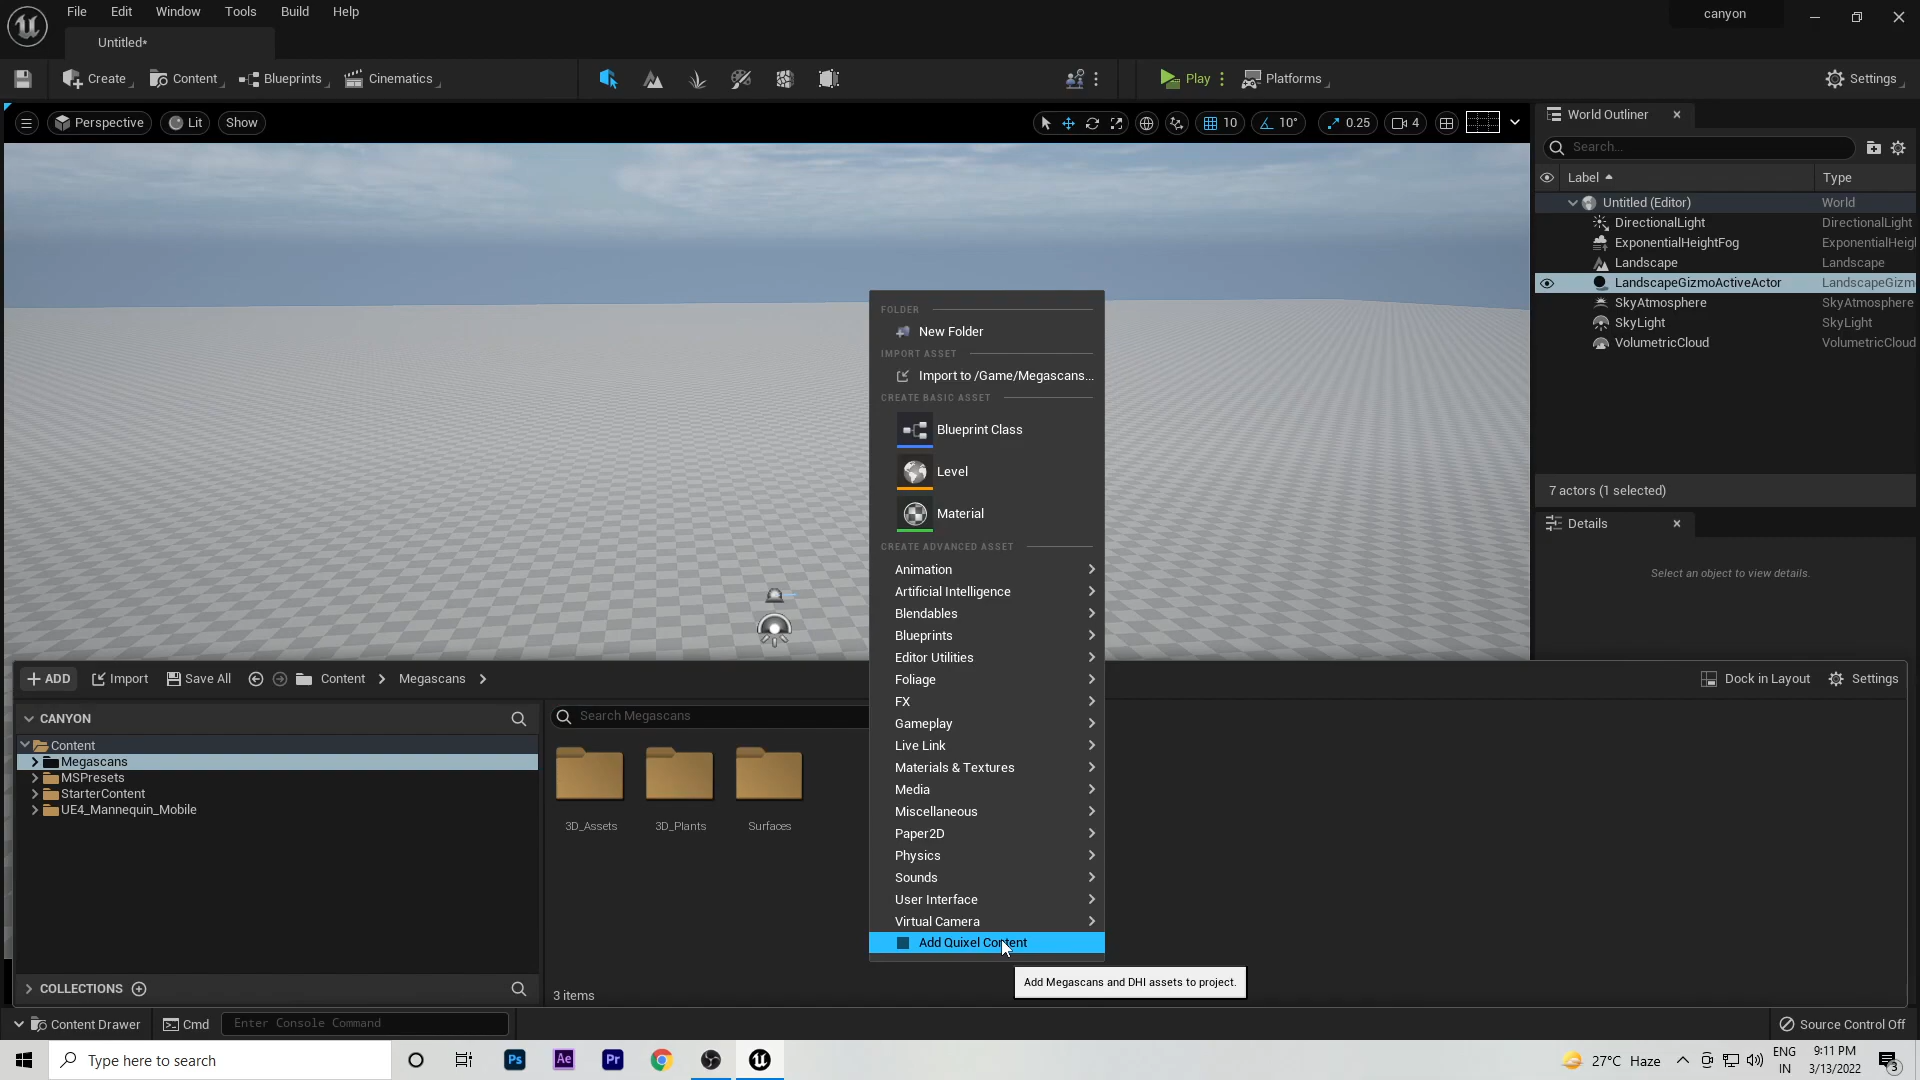 File Edit Window Tools Build Help
canyon
Untitled*
Create Content Blueprints Cinematics
Play Platforms Settings
Perspective Lit Show
10 10° 0.25 4
World Outliner
Search...
Label Type
Untitled (Editor) World
DirectionalLight DirectionalLight
ExponentialHeightFog ExponentialHeigl
Landscape Landscape
LandscapeGizmoActiveActor LandscapeGizm
SkyAtmosphere SkyAtmosphere
SkyLight SkyLight
VolumetricCloud VolumetricCloud
7 actors (1 selected)
Details
Select an object to view details.
FOLDER
New Folder
IMPORT ASSET
Import to /Game/Megascans...
CREATE BASIC ASSET
Blueprint Class
Level
Material
CREATE ADVANCED ASSET
Animation
Artificial Intelligence
Blendables
Blueprints
Editor Utilities
Foliage
FX
Gameplay
Live Link
Materials & Textures
Media
Miscellaneous
Paper2D
Physics
Sounds
User Interface
Virtual Camera
Add Quixel Content
Add Megascans and DHI assets to project.
ADD Import Save All Content Megascans
Dock in Layout Settings
CANYON
Search Megascans
Content
Megascans
MSPresets
StarterContent
UE4_Mannequin_Mobile
3D_Assets 3D_Plants Surfaces
COLLECTIONS
3 items
Content Drawer Cmd Enter Console Command
Source Control Off
Type here to search
Ps Ae Pr
27°C Haze
ENG
IN
9:11 PM
3/13/2022
3